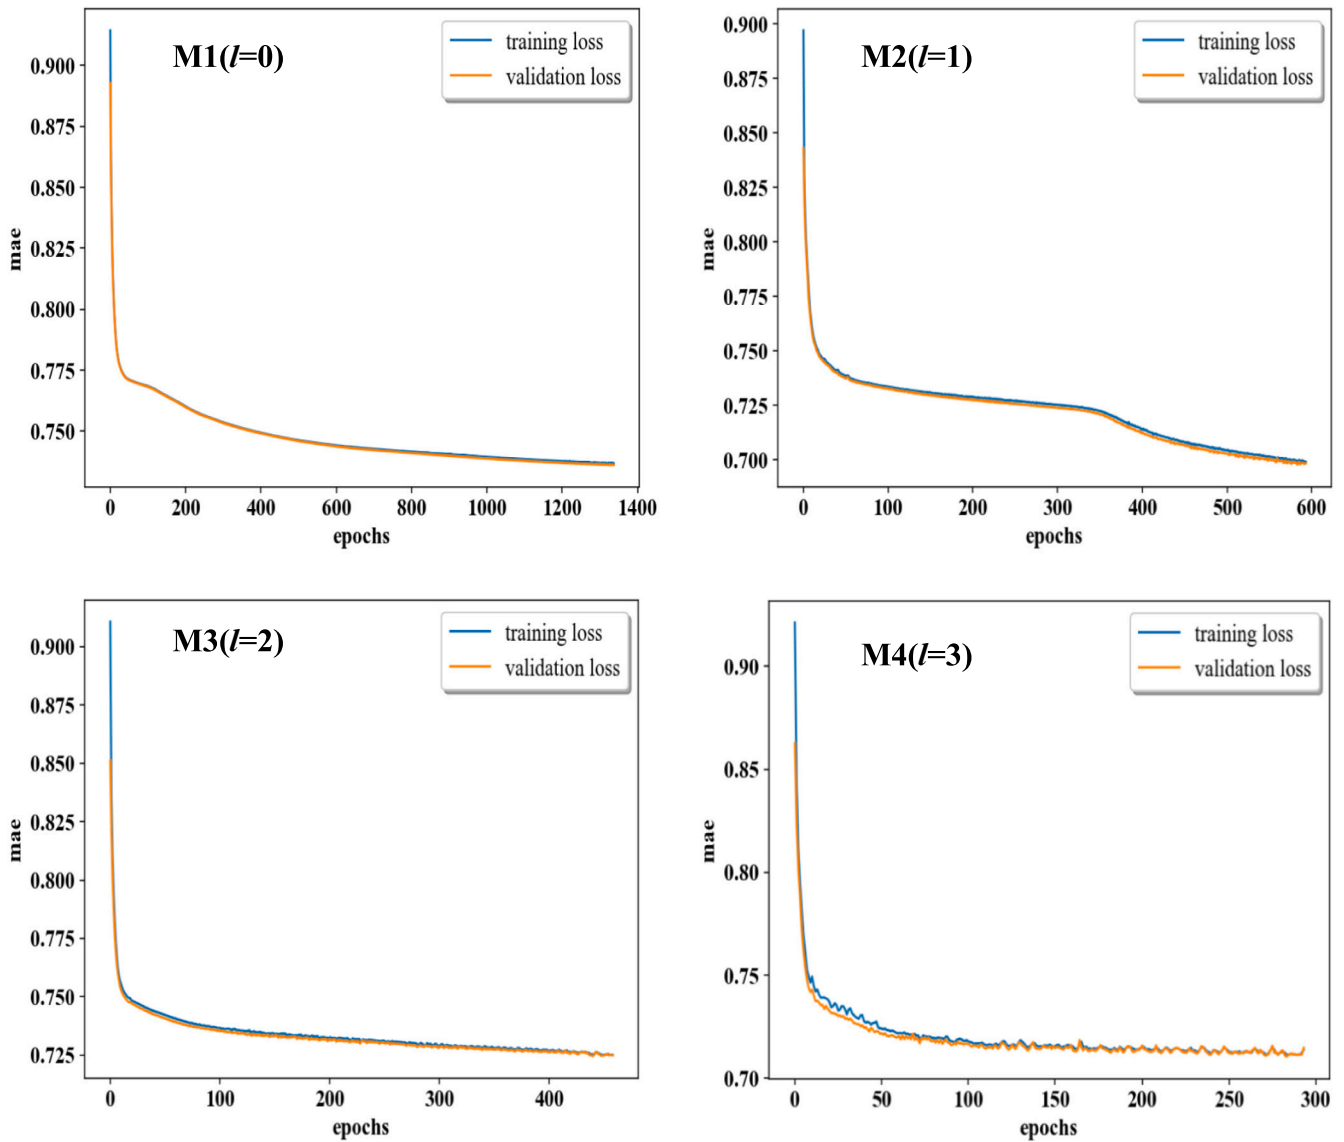 M1(l=0)
training loss
validation loss
0.900
0.875
0.850
0.825
0.800
0.775
0.750
mae
0 200 400 600 800 1000 1200 1400
epochs
M2(l=1)
training loss
validation loss
0.900
0.875
0.850
0.825
0.800
0.775
0.750
0.725
0.700
mae
0 100 200 300 400 500 600
epochs
M3(l=2)
training loss
validation loss
0.900
0.875
0.850
0.825
0.800
0.775
0.750
0.725
mae
0 100 200 300 400
epochs
M4(l=3)
training loss
validation loss
0.90
0.85
0.80
0.75
0.70
mae
0 50 100 150 200 250 300
epochs